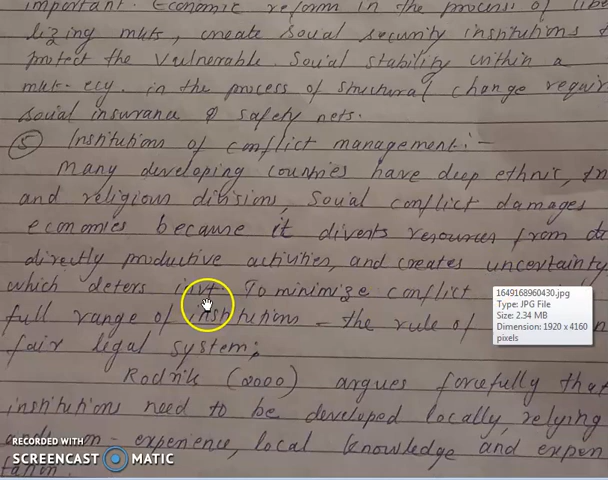 important. Economic reform in the process of
lizing mkts, create social security institutions
protect the vulnerable. Social stability within a
mkt- ecy. in the process of structural change requir
social insurance & safety nets.
⑤ Institutions of conflict management:-
Many developing countries have deep ethnic,
and religious divisions, social conflict damages
economies because it diverts resources from
directly productive activities, and creates uncertainty
which deters invt. To minimize conflict
full range of institutions - the rule of
fair legal system;
Rodrik (2000) argues forcefully that
institutions need to be developed locally, relying
on - experience, local knowledge and experi
tation.
1649168960430.jpg
Type: JPG File
Size: 2.34 MB
Dimension: 1920 x 4160
pixels
RECORDED WITH
SCREENCAST MATIC